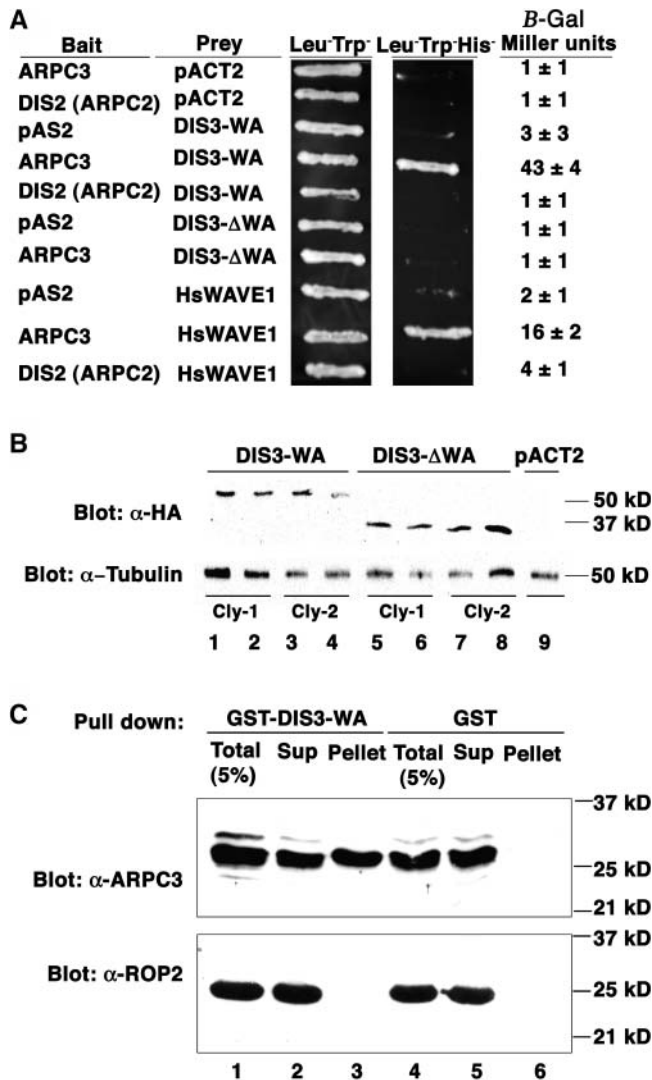 A
B-Gal
Bait Prey Leu-Trp- Leu-Trp-His- Miller units
ARPC3 pACT2 1 ± 1
DIS2 (ARPC2) pACT2 1 ± 1
pAS2 DIS3-WA 3 ± 3
ARPC3 DIS3-WA 43 ± 4
DIS2 (ARPC2) DIS3-WA 1 ± 1
pAS2 DIS3-ΔWA 1 ± 1
ARPC3 DIS3-ΔWA 1 ± 1
pAS2 HsWAVE1 2 ± 1
ARPC3 HsWAVE1 16 ± 2
DIS2 (ARPC2) HsWAVE1 4 ± 1
B
DIS3-WA DIS3-ΔWA pACT2
Blot: α-HA
50 kD
37 kD
Blot: α-Tubulin 50 kD
Cly-1 Cly-2 Cly-1 Cly-2
1 2 3 4 5 6 7 8 9
C
Pull down: GST-DIS3-WA GST
Total (5%) Sup Pellet Total (5%) Sup Pellet
37 kD
Blot: α-ARPC3 25 kD
21 kD
37 kD
Blot: α-ROP2 25 kD
21 kD
1 2 3 4 5 6